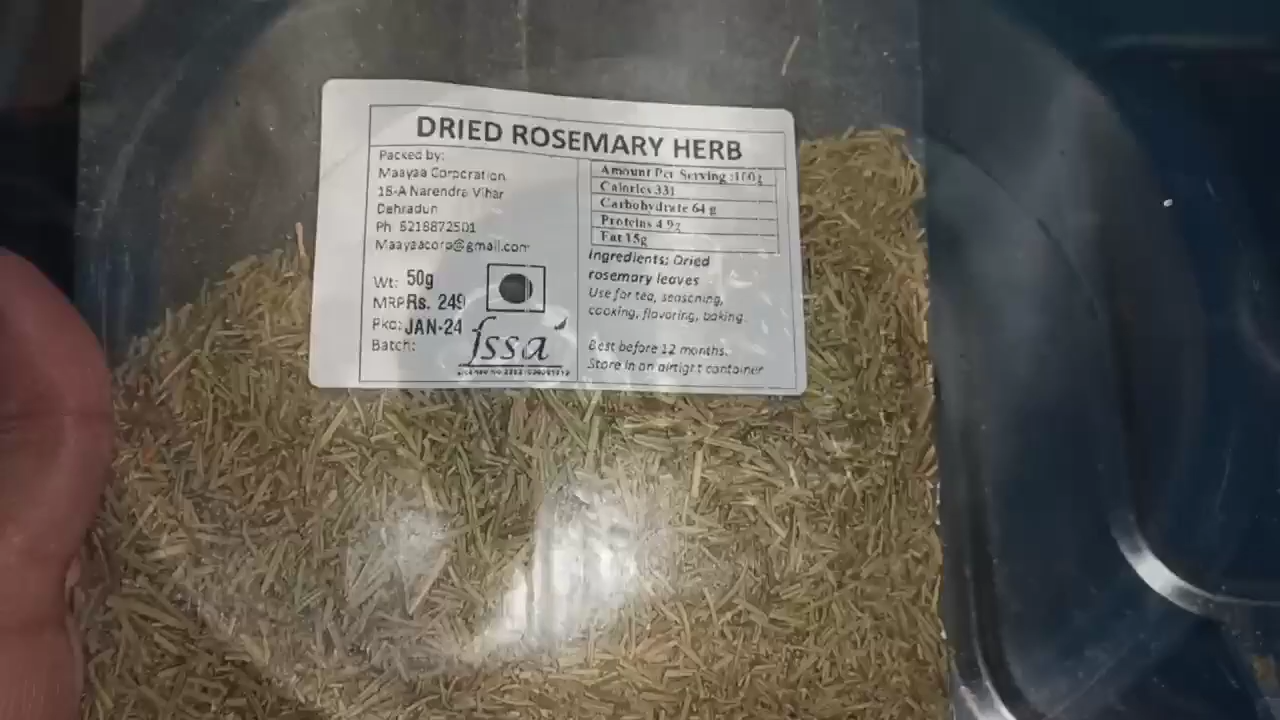 DRIED ROSEMARY HERB
Packed by:
Maayaa Corporation
18-A Narendra Vihar
Dehradun
Ph 8218872501
Maayaacorp@gmail.com
Wt: 50g
MRP Rs. 249
Pkd: JAN-24
Batch:
fssa
Amount Per Serving :100g
Calories 331
Carbohydrate 64 g
Proteins 4.9g
Fat 15g
Ingredients: Dried
rosemary leaves
Use for tea, seasoning,
cooking, flavoring, baking
Best before 12 months.
Store in an airtight container